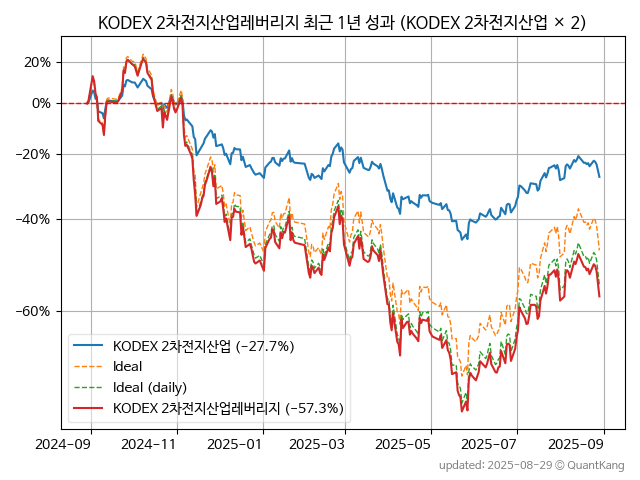 KODEX 2차전지산업레버리지 최근 1년 성과 (KODEX 2차전지산업 × 2)
20%
0%
−20%
−40%
−60%
KODEX 2차전지산업 (−27.7%)
Ideal
Ideal (daily)
KODEX 2차전지산업레버리지 (−57.3%)
2024-09 2024-11 2025-01 2025-03 2025-05 2025-07 2025-09
updated: 2025-08-29 © QuantKang